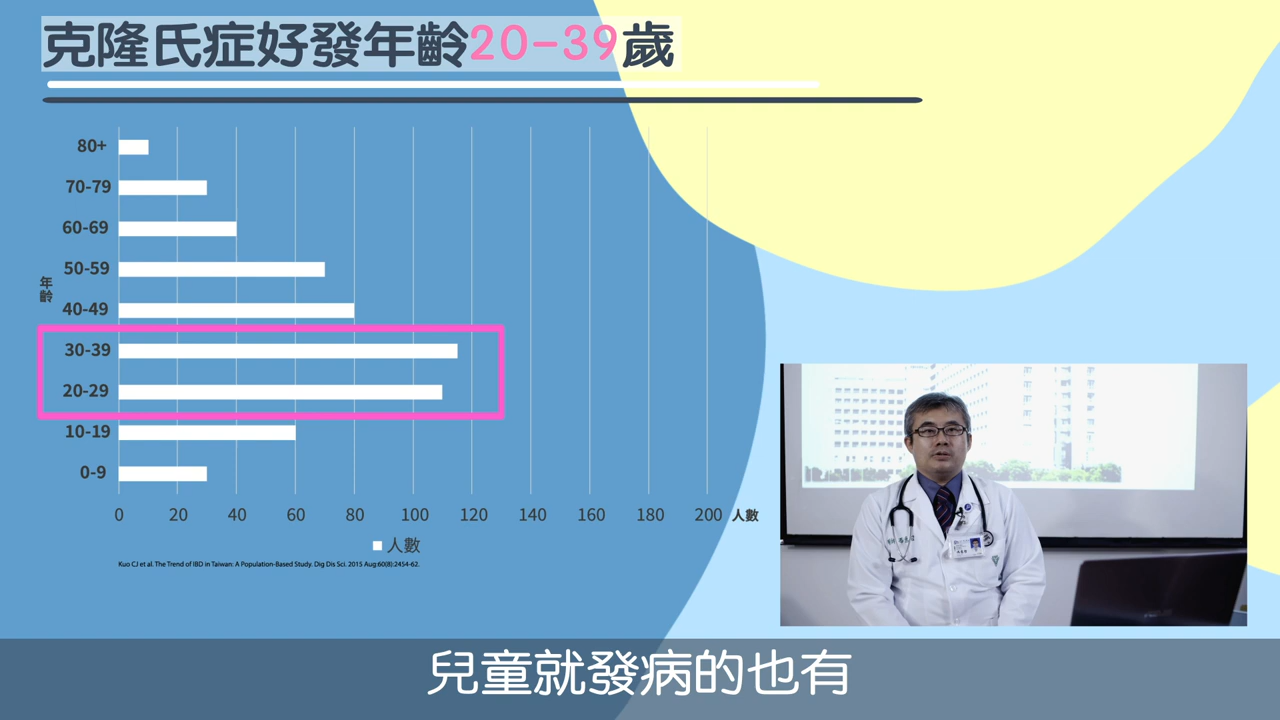 克隆氏症好發年齡20-39歲
80+
70-79
60-69
50-59
年齡
40-49
30-39
20-29
10-19
0-9
0 20 40 60 80 100 120 140 160 180 200 人數
人數
Kuo CJ et al. The Trend of IBD in Taiwan: A Population-Based Study. Dig Dis Sci. 2015 Aug;60(8):2454-62.
兒童就發病的也有